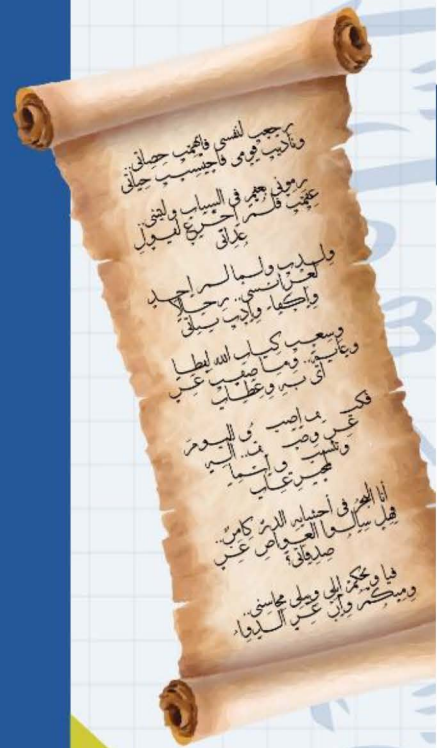 رجعت لنفسي فاتهمت حصاتي..
وناديت قومي فاحتسبت حياتي
رموني بعقم في الشباب وليتني..
عقمت فلم أجزع لقول
عداتي
ولدت ولما لم أجد
لعرائسي.. رجالا
وأكفاء وأدت بناتي
وسعت كتاب الله لفظا
وغاية.. وما ضقت عن
آي به وعظات
اليوم
عن وصف
أنا البحر في أحشائه الدر كامن..
فهل سألوا الغواص عن
صدفاتي؟
فيا ويحكم أبلى وتبلى محاسني..
ومنكم وإن عز الدواء